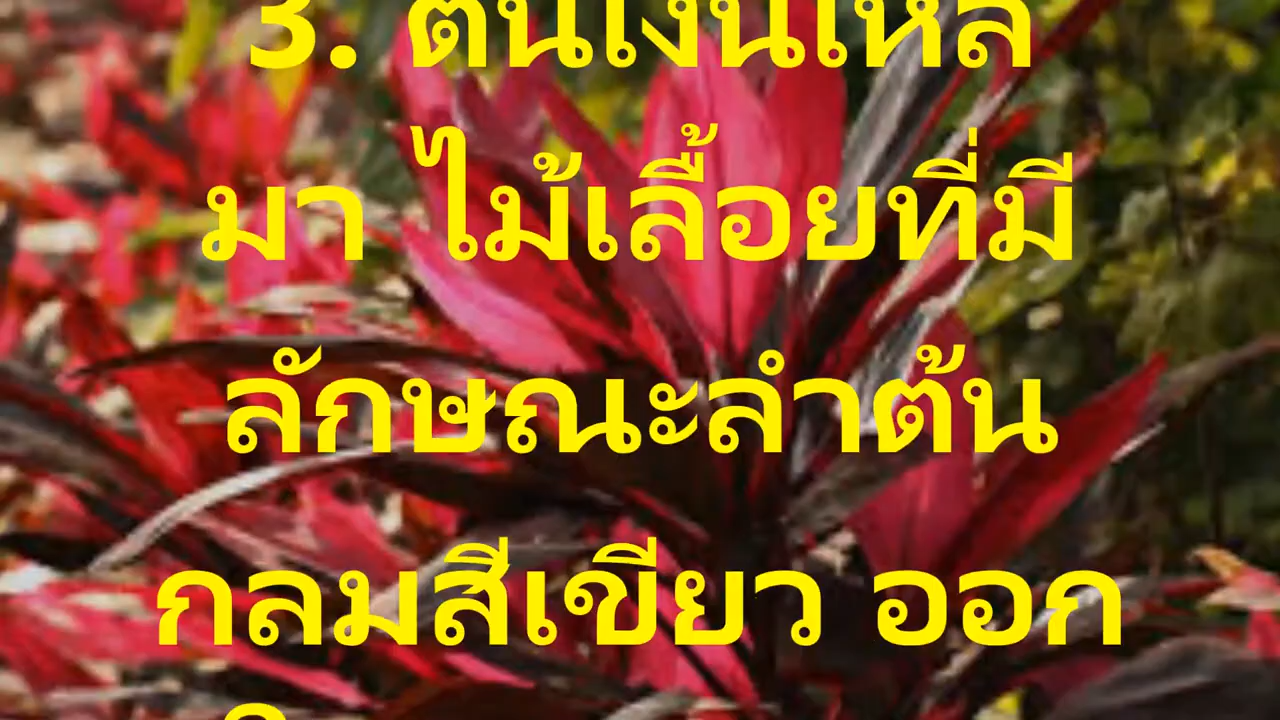 3. ต้นเงินไหล
มา ไม้เลื้อยที่มี
ลักษณะลำต้น
กลมสีเขียว ออก